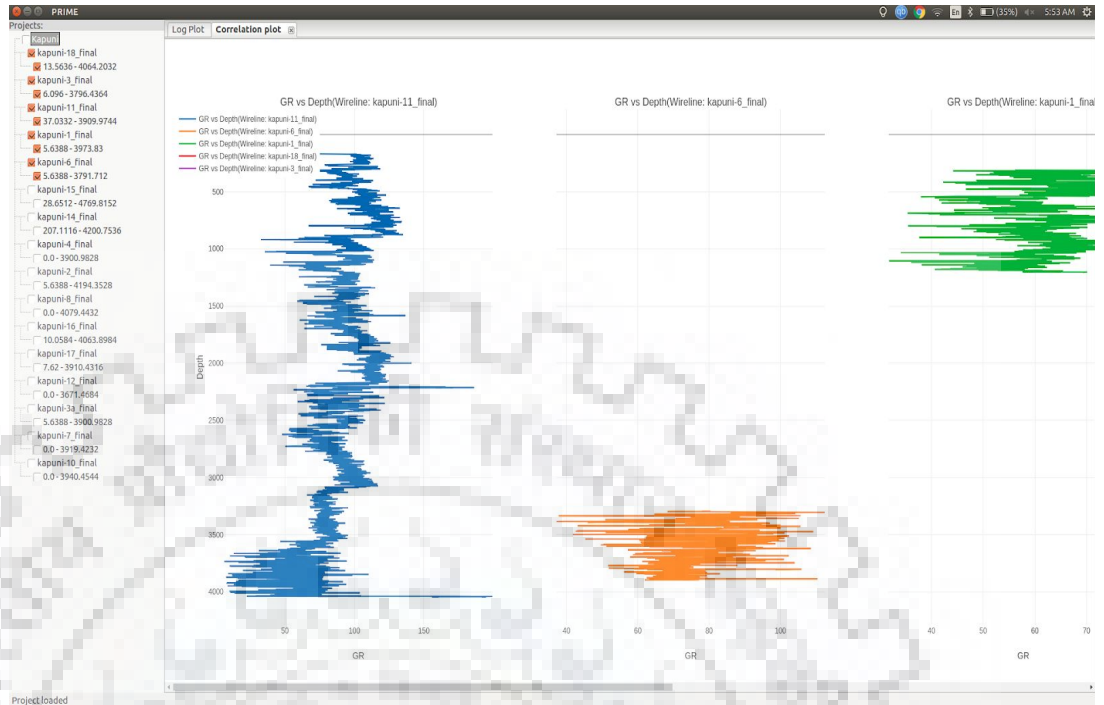 PRIME
En (35%) 5:53 AM
Projects:
Kapuni
kapuni-18_final
13.5636 - 4064.2032
kapuni-3_final
6.096 - 3796.4364
kapuni-11_final
37.0332 - 3909.9744
kapuni-1_final
5.6388 - 3973.83
kapuni-6_final
5.6388 - 3791.712
kapuni-15_final
28.6512 - 4769.8152
kapuni-14_final
207.1116 - 4200.7536
kapuni-4_final
0.0 - 3900.9828
kapuni-2_final
5.6388 - 4194.3528
kapuni-8_final
0.0 - 4079.4432
kapuni-16_final
10.0584 - 4063.8984
kapuni-17_final
7.62 - 3910.4316
kapuni-12_final
0.0 - 3671.4684
kapuni-3a_final
5.6388 - 3900.9828
kapuni-7_final
0.0 - 3919.4232
kapuni-10_final
0.0 - 3940.4544
Project loaded
Log Plot Correlation plot
GR vs Depth(Wireline: kapuni-11_final)
GR vs Depth(Wireline: kapuni-11_final)
GR vs Depth(Wireline: kapuni-6_final)
GR vs Depth(Wireline: kapuni-1_final)
GR vs Depth(Wireline: kapuni-18_final)
GR vs Depth(Wireline: kapuni-3_final)
500
1000
1500
2000
2500
3000
3500
4000
Depth
50 100 150
GR
GR vs Depth(Wireline: kapuni-6_final)
40 60 80 100
GR
GR vs Depth(Wireline: kapuni-1_final
40 50 60 70
GR